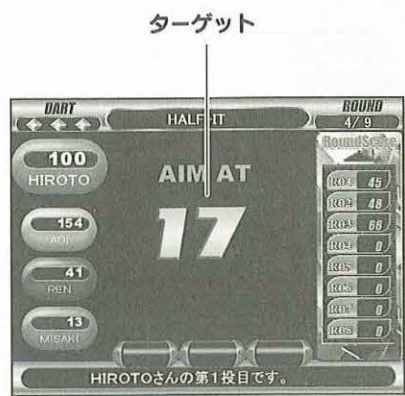 ターゲット
DART
HALF-IT
ROUND
4/9
100
HIROTO
AIM AT
17
154
AOI
41
REN
13
MISAKI
RoundScore
R01 45
R02 48
R03 66
R04 0
R05 0
R06 0
R07 0
R08 0
HIROTOさんの第1投目です。